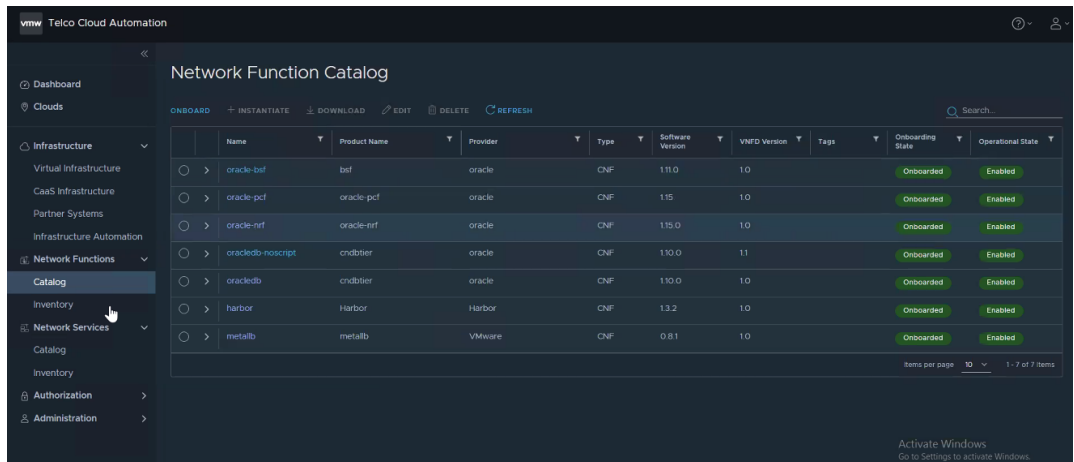 vmw Telco Cloud Automation
Dashboard
Clouds
Infrastructure
Virtual Infrastructure
CaaS Infrastructure
Partner Systems
Infrastructure Automation
Network Functions
Catalog
Inventory
Network Services
Catalog
Inventory
Authorization
Administration
Network Function Catalog
ONBOARD + INSTANTIATE DOWNLOAD EDIT DELETE REFRESH Search...
Name Product Name Provider Type Software Version VNFD Version Tags Onboarding State Operational State
oracle-bsf bsf oracle CNF 1.11.0 1.0 Onboarded Enabled
oracle-pcf oracle-pcf oracle CNF 1.15 1.0 Onboarded Enabled
oracle-nrf oracle-nrf oracle CNF 1.15.0 1.0 Onboarded Enabled
oracledb-noscript cndbtier oracle CNF 1.10.0 1.1 Onboarded Enabled
oracledb cndbtier oracle CNF 1.10.0 1.0 Onboarded Enabled
harbor Harbor Harbor CNF 1.3.2 1.0 Onboarded Enabled
metallb metallb VMware CNF 0.8.1 1.0 Onboarded Enabled
Items per page 10 1 - 7 of 7 items
Activate Windows
Go to Settings to activate Windows.